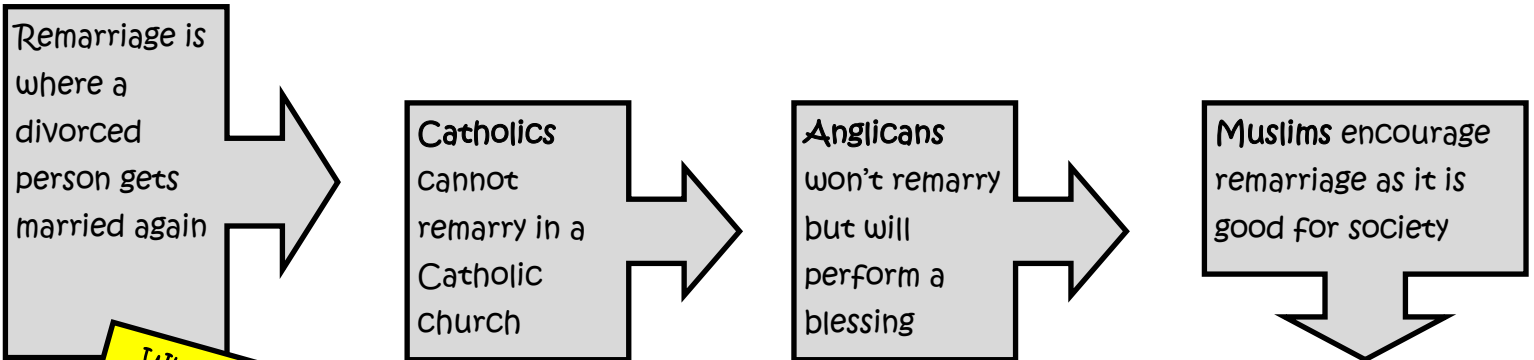 Remarriage is
where a
divorced
person gets
married again
Catholics
cannot
remarry in a
Catholic
church
Anglicans
won't remarry
but will
perform a
blessing
Muslims encourage
remarriage as it is
good for society